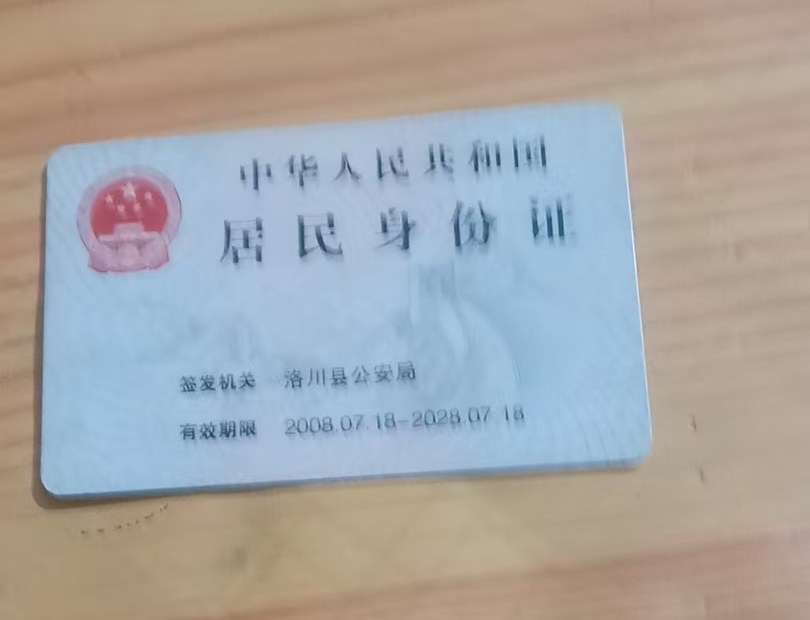 中华人民共和国
居民身份证
签发机关 洛川县公安局
有效期限 2008.07.18-2028.07.18